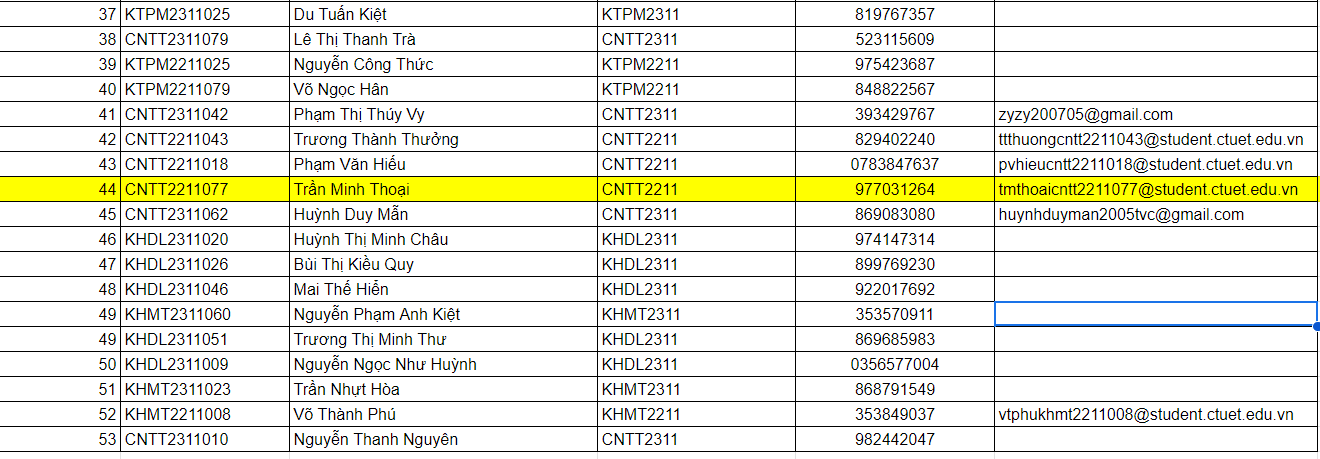 37 KTPM2311025 Du Tuấn Kiệt KTPM2311 819767357
38 CNTT2311079 Lê Thị Thanh Trà CNTT2311 523115609
39 KTPM2211025 Nguyễn Công Thức KTPM2211 975423687
40 KTPM2211079 Võ Ngọc Hân KTPM2211 848822567
41 CNTT2311042 Phạm Thị Thúy Vy CNTT2311 393429767 zyzy200705@gmail.com
42 CNTT2211043 Trương Thành Thưởng CNTT2211 829402240 ttthuongcntt2211043@student.ctuet.edu.vn
43 CNTT2211018 Phạm Văn Hiếu CNTT2211 0783847637 pvhieucntt2211018@student.ctuet.edu.vn
44 CNTT2211077 Trần Minh Thoại CNTT2211 977031264 tmthoaicntt2211077@student.ctuet.edu.vn
45 CNTT2311062 Huỳnh Duy Mẫn CNTT2311 869083080 huynhduyman2005tvc@gmail.com
46 KHDL2311020 Huỳnh Thị Minh Châu KHDL2311 974147314
47 KHDL2311026 Bùi Thị Kiều Quy KHDL2311 899769230
48 KHDL2311046 Mai Thế Hiển KHDL2311 922017692
49 KHMT2311060 Nguyễn Phạm Anh Kiệt KHMT2311 353570911
49 KHDL2311051 Trương Thị Minh Thư KHDL2311 869685983
50 KHDL2311009 Nguyễn Ngọc Như Huỳnh KHDL2311 0356577004
51 KHMT2311023 Trần Nhựt Hòa KHMT2311 868791549
52 KHMT2211008 Võ Thành Phú KHMT2211 353849037 vtphukhmt2211008@student.ctuet.edu.vn
53 CNTT2311010 Nguyễn Thanh Nguyên CNTT2311 982442047